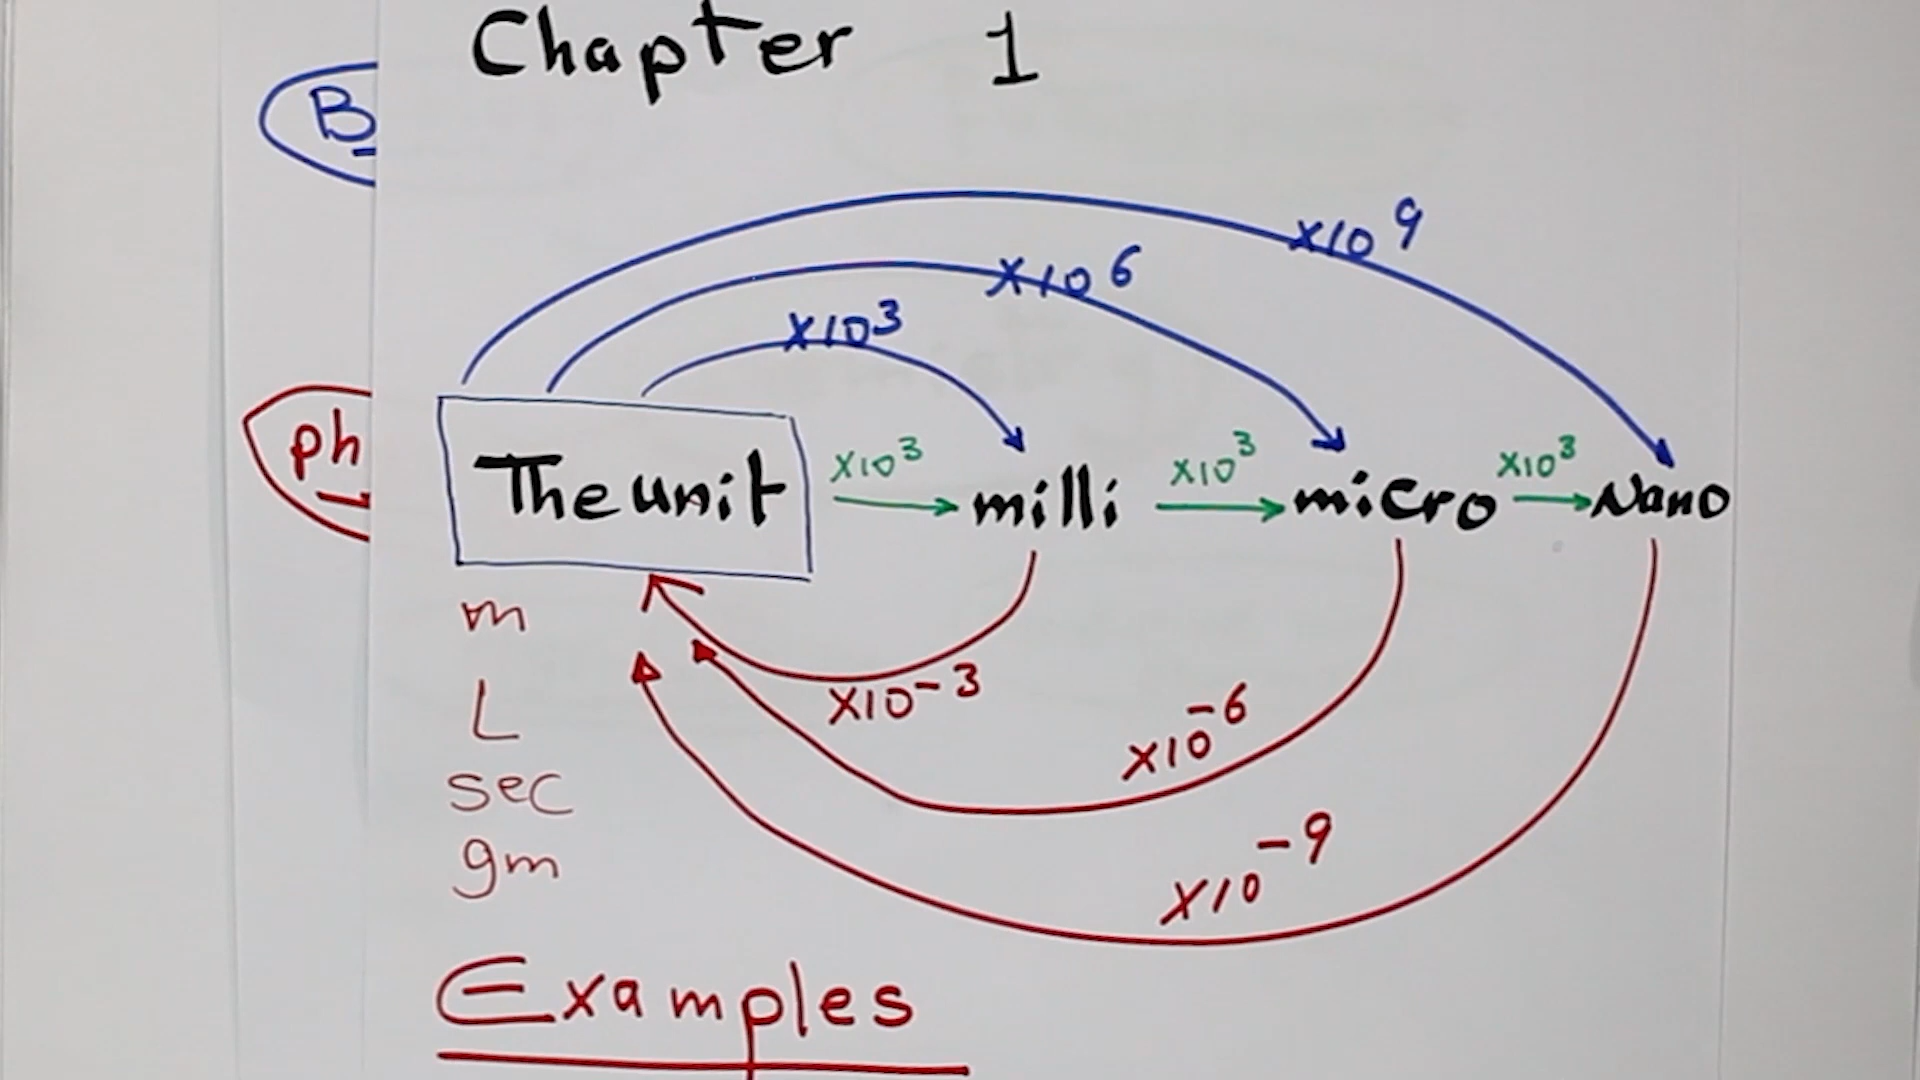 Chapter 1
B
x10^9
x10^6
x10^3
ph
The unit x10^3 milli x10^3 micro x10^3 Nano
m
L
sec
gm
x10^-3
x10^-6
x10^-9
Examples